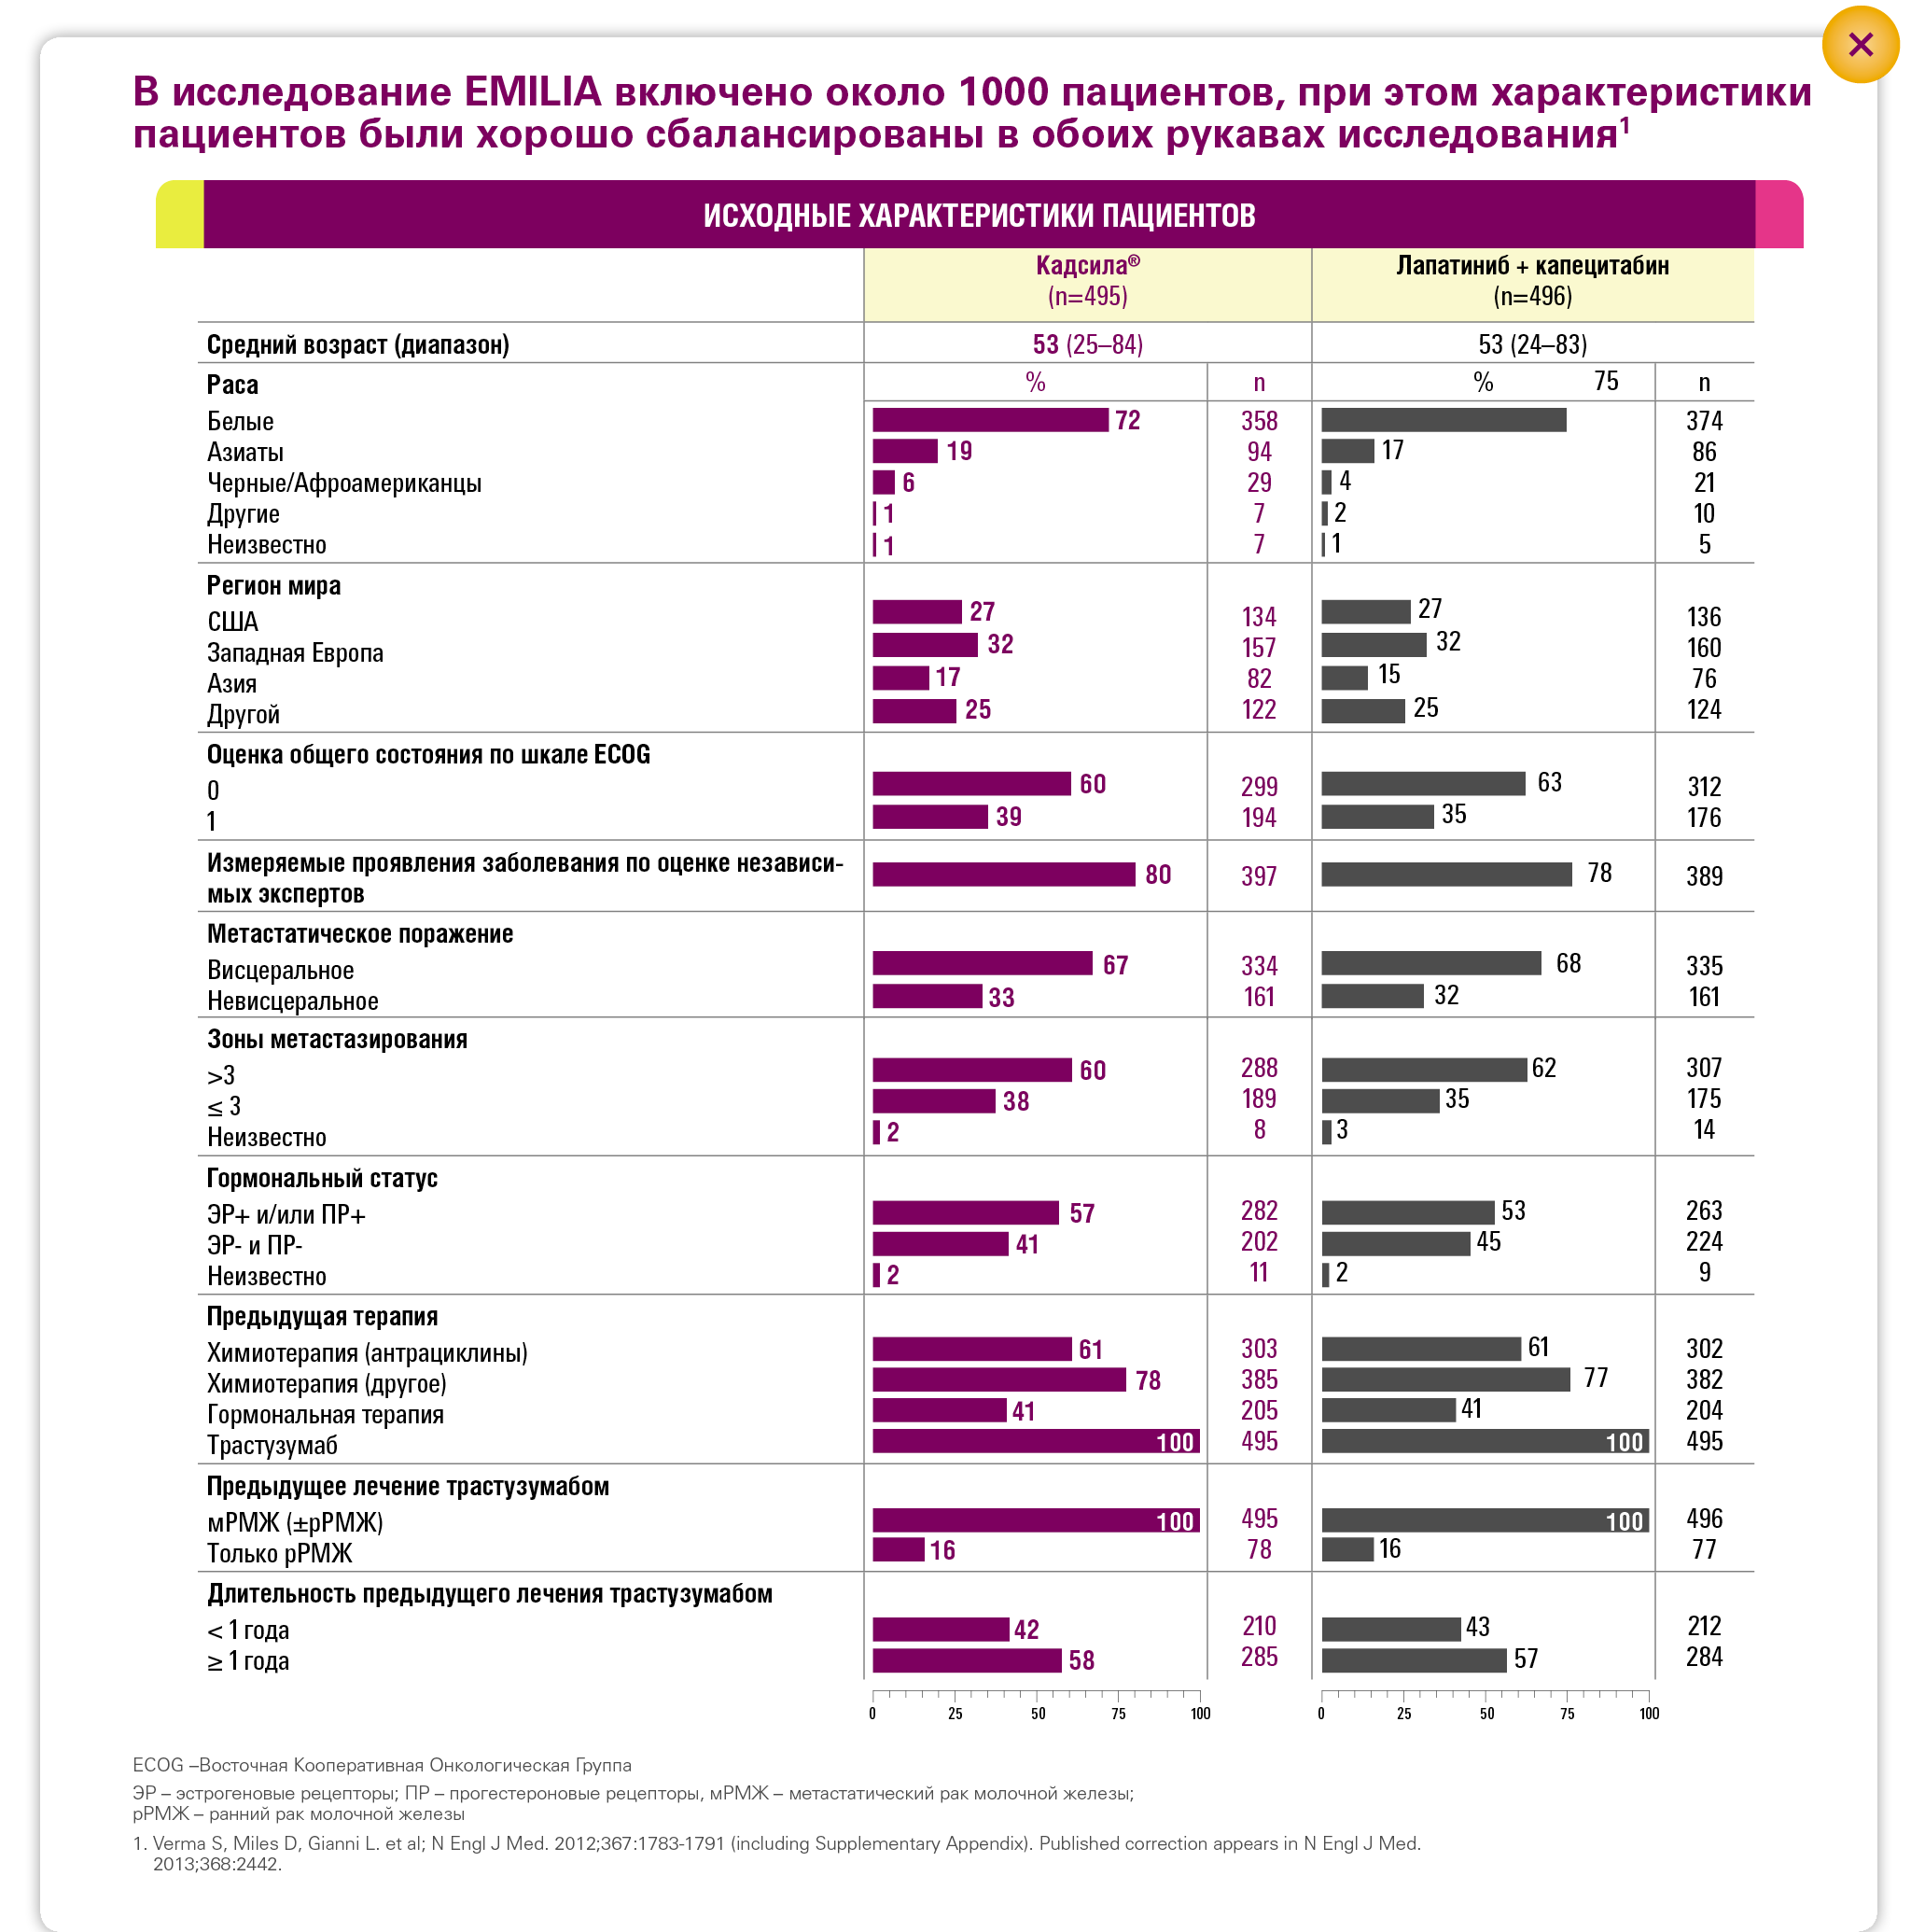 В исследование EMILIA включено около 1000 пациентов, при этом характеристики
пациентов были хорошо сбалансированы в обоих рукавах исследования1
ИСХОДНЫЕ ХАРАКТЕРИСТИКИ ПАЦИЕНТОВ
Кадсила® Лапатиниб + капецитабин
(n=495) (n=496)
Средний возраст (диапазон) 53 (25–84) 53 (24–83)
Раса % n % 75 n
Белые 72 358 374
Азиаты 19 94 17 86
Черные/Афроамериканцы 6 29 4 21
Другие 1 7 2 10
Неизвестно 1 7 1 5
Регион мира
США 27 134 27 136
Западная Европа 32 157 32 160
Азия 17 82 15 76
Другой 25 122 25 124
Оценка общего состояния по шкале ECOG
0 60 299 63 312
1 39 194 35 176
Измеряемые проявления заболевания по оценке независи-
мых экспертов 80 397 78 389
Метастатическое поражение
Висцеральное 67 334 68 335
Невисцеральное 33 161 32 161
Зоны метастазирования
>3 60 288 62 307
≤ 3 38 189 35 175
Неизвестно 2 8 3 14
Гормональный статус
ЭР+ и/или ПР+ 57 282 53 263
ЭР- и ПР- 41 202 45 224
Неизвестно 2 11 2 9
Предыдущая терапия
Химиотерапия (антрациклины) 61 303 61 302
Химиотерапия (другое) 78 385 77 382
Гормональная терапия 41 205 41 204
Трастузумаб 100 495 100 495
Предыдущее лечение трастузумабом
мРМЖ (±рРМЖ) 100 495 100 496
Только рРМЖ 16 78 16 77
Длительность предыдущего лечения трастузумабом
< 1 года 42 210 43 212
≥ 1 года 58 285 57 284
0 25 50 75 100 0 25 50 75 100
ECOG –Восточная Кооперативная Онкологическая Группа
ЭР – эстрогеновые рецепторы; ПР – прогестероновые рецепторы, мРМЖ – метастатический рак молочной железы;
рРМЖ – ранний рак молочной железы
1. Verma S, Miles D, Gianni L. et al; N Engl J Med. 2012;367:1783-1791 (including Supplementary Appendix). Published correction appears in N Engl J Med.
2013;368:2442.